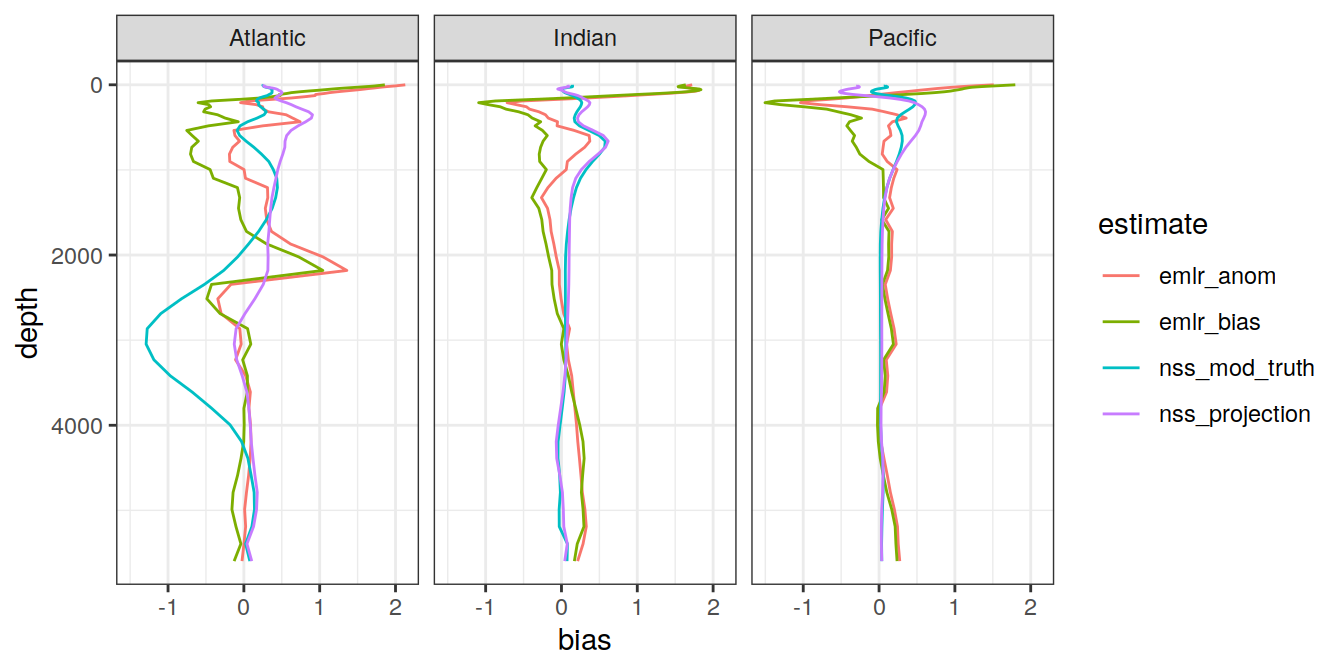 Atlantic Indian Pacific
0
2000
4000
depth
-1 0 1 2 -1 0 1 2 -1 0 1 2
bias
estimate
emlr_anom
emlr_bias
nss_mod_truth
nss_projection